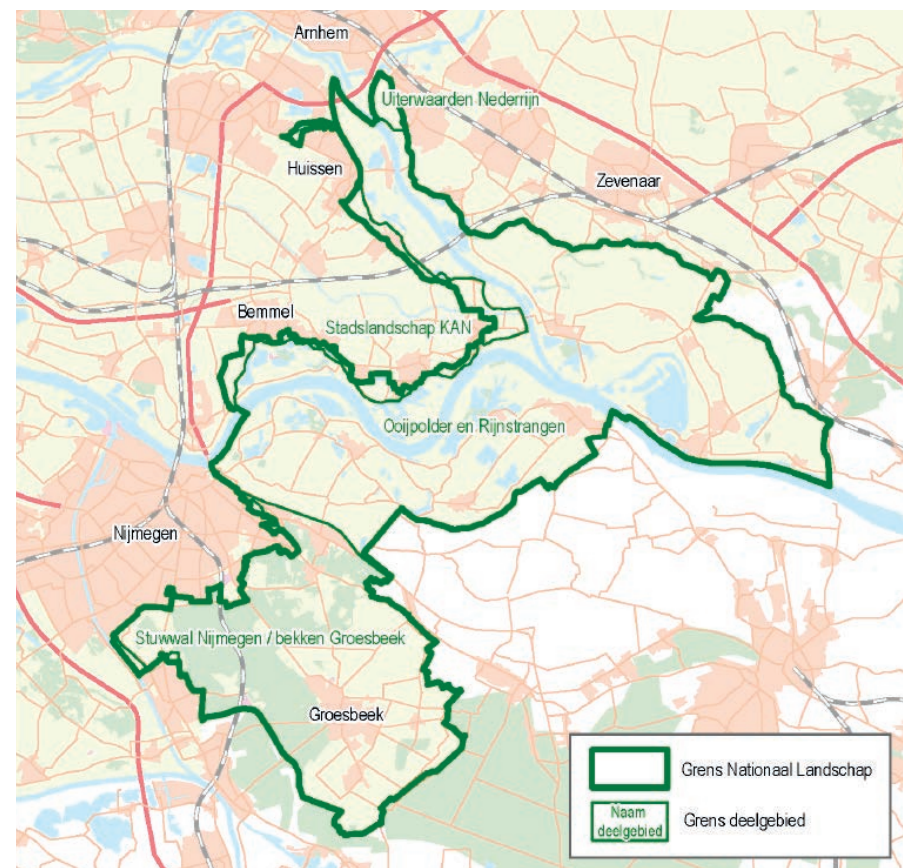 Arnhem
Uiterwaarden Nederrijn
Huissen
Zevenaar
Bemmel
Stadslandschap KAN
Ooijpolder en Rijnstrangen
Nijmegen
Stuwwal Nijmegen / bekken Groesbeek
Groesbeek
Grens Nationaal Landschap
Naam
deelgebied
Grens deelgebied